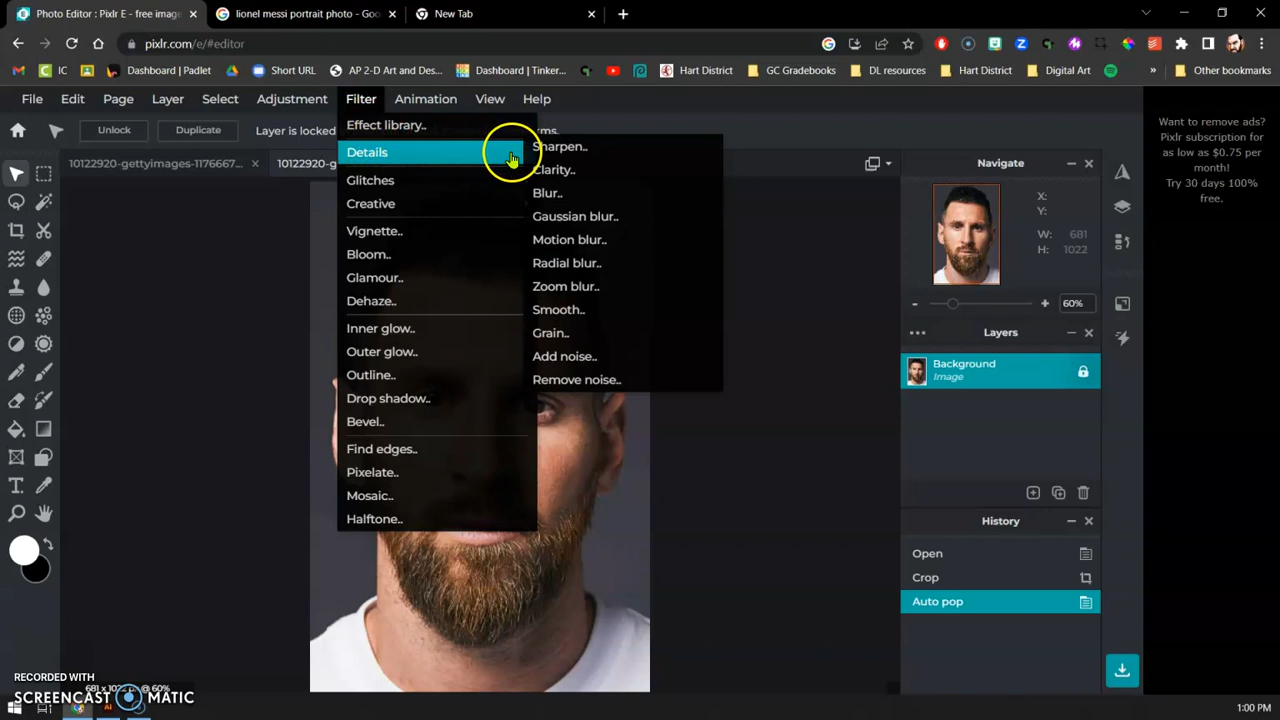 Photo Editor: Pixlr E - free image
lionel messi portrait photo - Goo
New Tab
pixlr.com/e/#editor
IC
Dashboard | Padlet
Short URL
AP 2-D Art and Des...
Dashboard | Tinker...
Hart District
GC Gradebooks
DL resources
Hart District
Digital Art
»
Other bookmarks
File Edit Page Layer Select Adjustment Filter Animation View Help
Unlock Duplicate Layer is locked
10122920-gettyimages-1176667...
10122920-g
Effect library..
Details
Glitches
Creative
Vignette..
Bloom..
Glamour..
Dehaze..
Inner glow..
Outer glow..
Outline..
Drop shadow..
Bevel..
Find edges..
Pixelate..
Mosaic..
Halftone..
Sharpen..
Clarity..
Blur..
Gaussian blur..
Motion blur..
Radial blur..
Zoom blur..
Smooth..
Grain..
Add noise..
Remove noise..
Navigate
X:
Y:
W: 681
H: 1022
60%
Layers
Background
Image
History
Open
Crop
Auto pop
Want to remove ads?
Pixlr subscription for
as low as $0.75 per
month!
Try 30 days 100%
free.
RECORDED WITH
SCREENCAST MATIC
1:00 PM